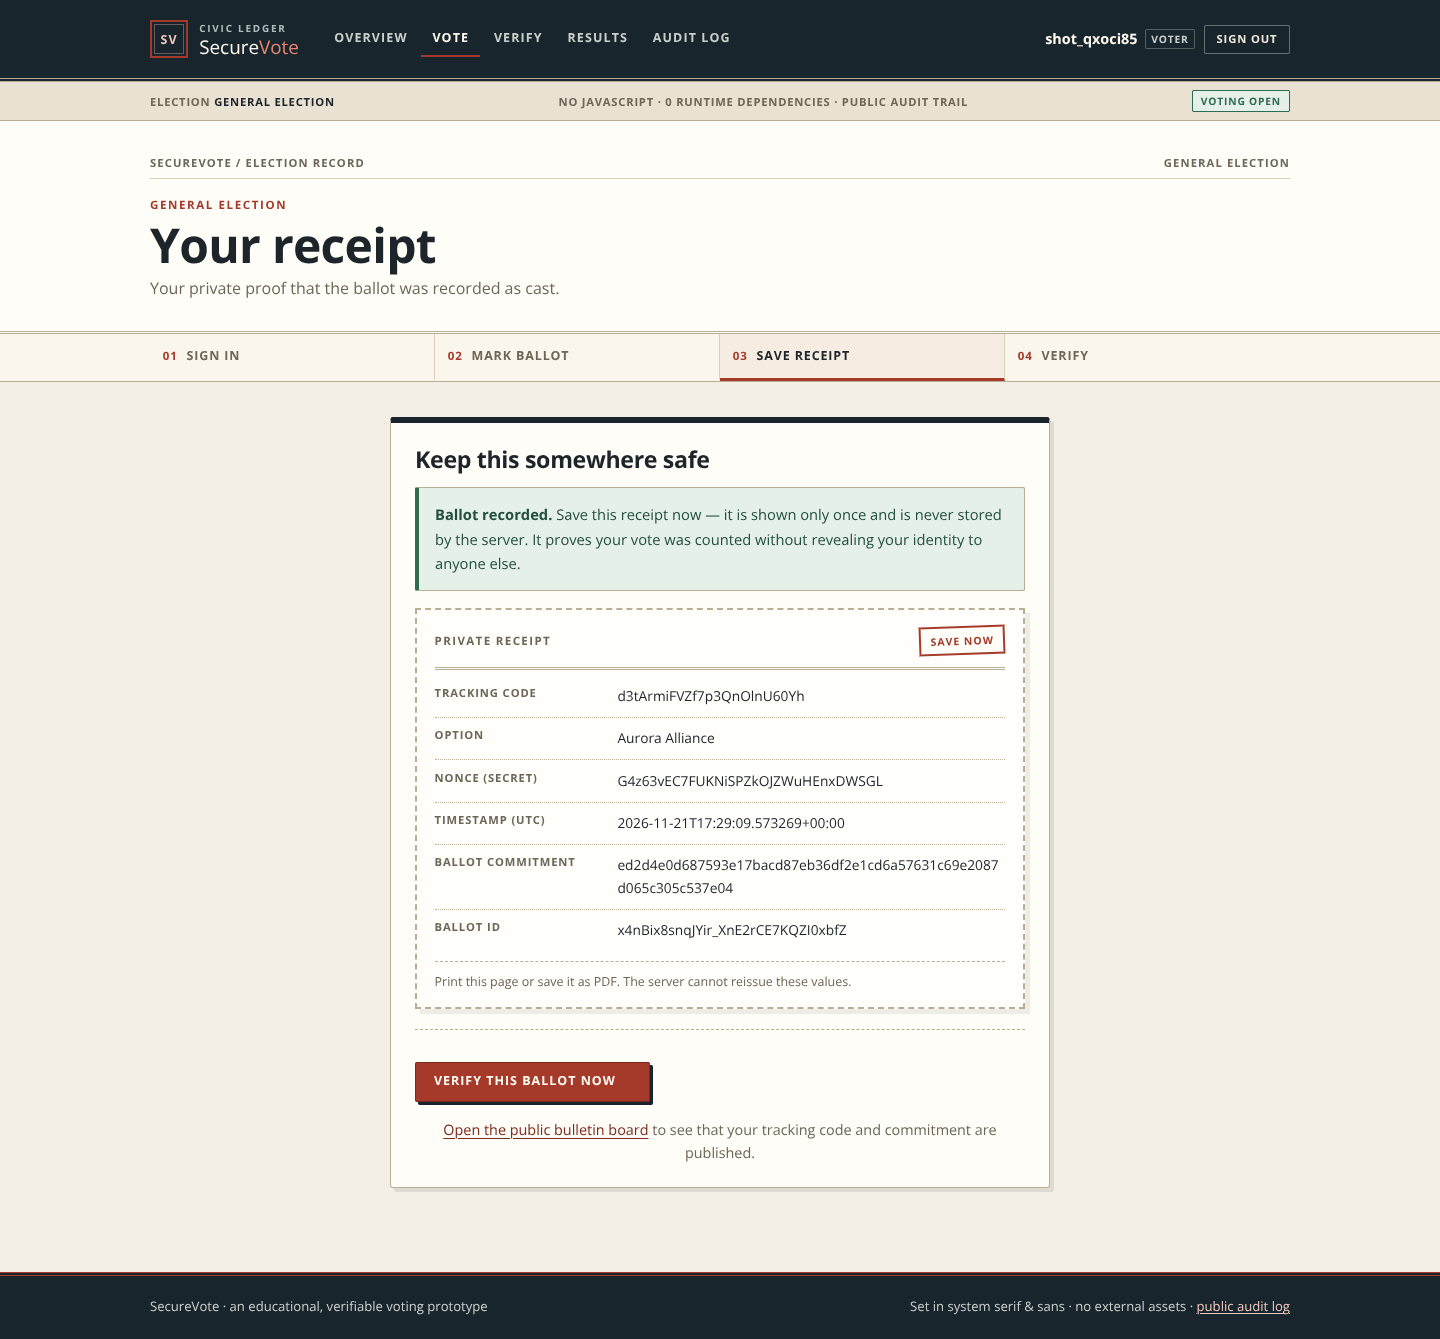 SV
CIVIC LEDGER
SecureVote
OVERVIEW VOTE VERIFY RESULTS AUDIT LOG
shot_qxoci85 VOTER SIGN OUT
ELECTION GENERAL ELECTION
NO JAVASCRIPT · 0 RUNTIME DEPENDENCIES · PUBLIC AUDIT TRAIL
VOTING OPEN
SECUREVOTE / ELECTION RECORD
GENERAL ELECTION
GENERAL ELECTION
Your receipt
Your private proof that the ballot was recorded as cast.
01 SIGN IN
02 MARK BALLOT
03 SAVE RECEIPT
04 VERIFY
Keep this somewhere safe
Ballot recorded. Save this receipt now — it is shown only once and is never stored
by the server. It proves your vote was counted without revealing your identity to
anyone else.
PRIVATE RECEIPT
SAVE NOW
TRACKING CODE d3tArmiFVZf7p3QnOlnU60Yh
OPTION Aurora Alliance
NONCE (SECRET) G4z63vEC7FUKNiSPZkOJZWuHEnxDWSGL
TIMESTAMP (UTC) 2026-11-21T17:29:09.573269+00:00
BALLOT COMMITMENT ed2d4e0d687593e17bacd87eb36df2e1cd6a57631c69e2087
d065c305c537e04
BALLOT ID x4nBix8snqJYir_XnE2rCE7KQZI0xbfZ
Print this page or save it as PDF. The server cannot reissue these values.
VERIFY THIS BALLOT NOW
Open the public bulletin board to see that your tracking code and commitment are
published.
SecureVote · an educational, verifiable voting prototype
Set in system serif & sans · no external assets · public audit log